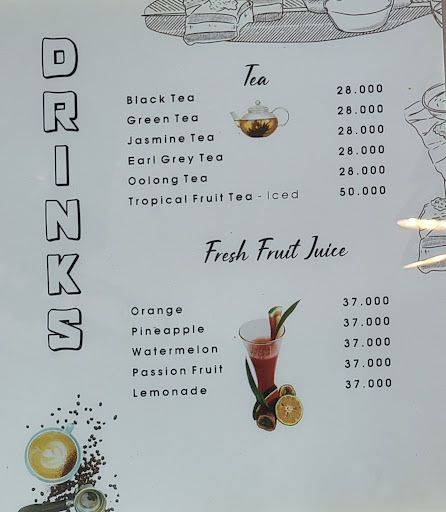 DRINKS
Tea
Black Tea 28.000
Green Tea 28.000
Jasmine Tea 28.000
Earl Grey Tea 28.000
Oolong Tea 28.000
Tropical Fruit Tea - iced 50.000
Fresh Fruit Juice
Orange 37.000
Pineapple 37.000
Watermelon 37.000
Passion Fruit 37.000
Lemonade 37.000